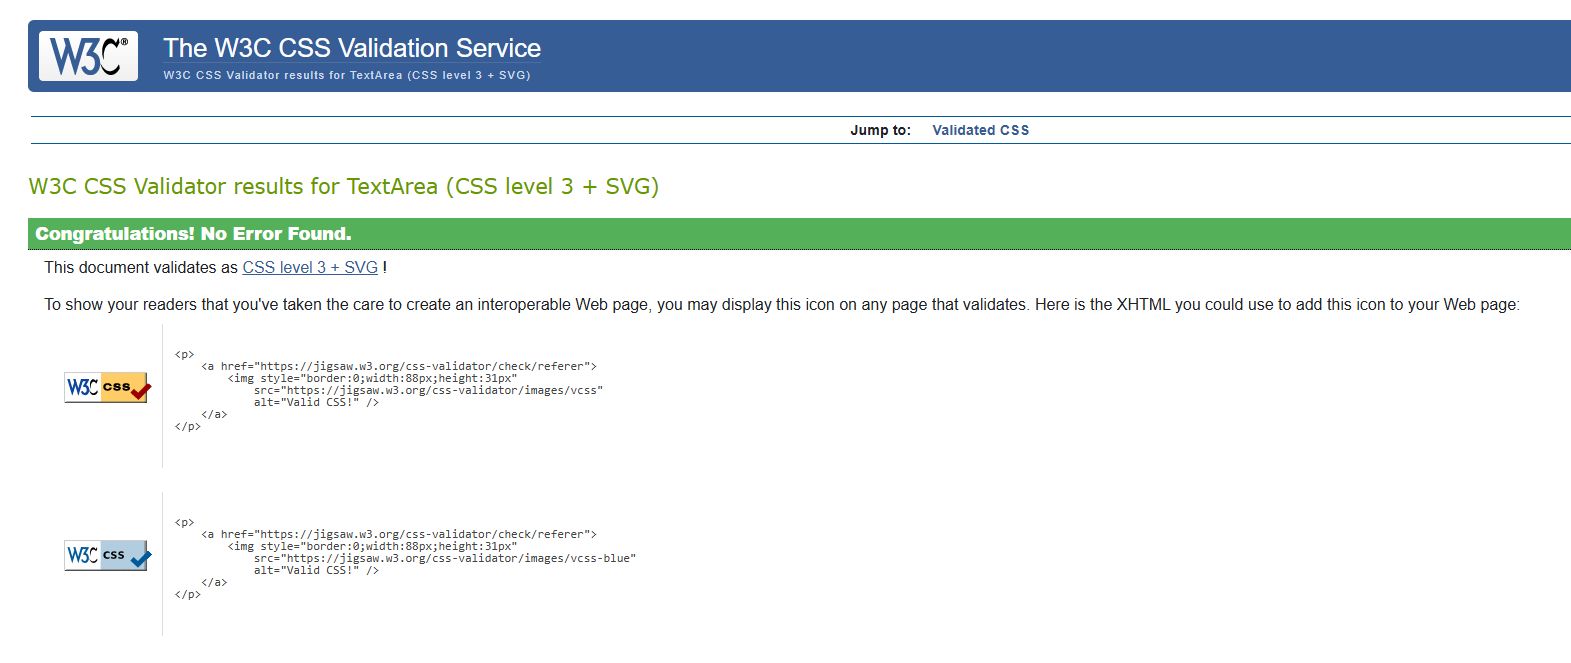 W3C®
The W3C CSS Validation Service
W3C CSS Validator results for TextArea (CSS level 3 + SVG)
Jump to: Validated CSS
W3C CSS Validator results for TextArea (CSS level 3 + SVG)
Congratulations! No Error Found.
This document validates as CSS level 3 + SVG !
To show your readers that you've taken the care to create an interoperable Web page, you may display this icon on any page that validates. Here is the XHTML you could use to add this icon to your Web page:
W3C css
<p>
<a href="https://jigsaw.w3.org/css-validator/check/referer">
<img style="border:0;width:88px;height:31px"
src="https://jigsaw.w3.org/css-validator/images/vcss"
alt="Valid CSS!" />
</a>
</p>
W3C css
<p>
<a href="https://jigsaw.w3.org/css-validator/check/referer">
<img style="border:0;width:88px;height:31px"
src="https://jigsaw.w3.org/css-validator/images/vcss-blue"
alt="Valid CSS!" />
</a>
</p>